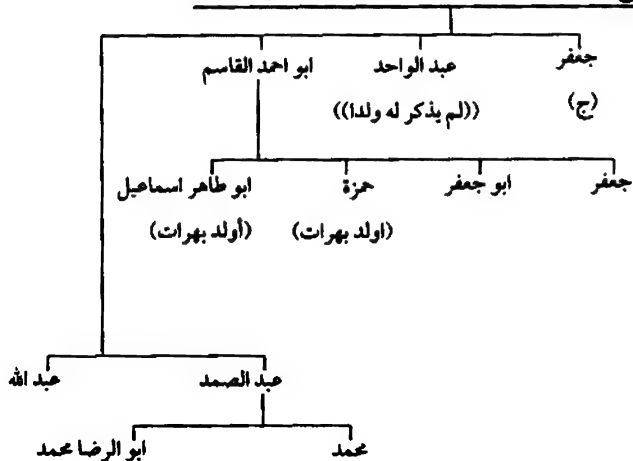 جعفر عبد الواحد ابو احمد القاسم
(ج) ((لم يذكر له ولدا))
جعفر ابو جعفر حمزة ابو طاهر اسماعيل
(اولد بهرات) (أولد بهرات)
عبد الصمد عبد الله
محمد ابو الرضا محمد